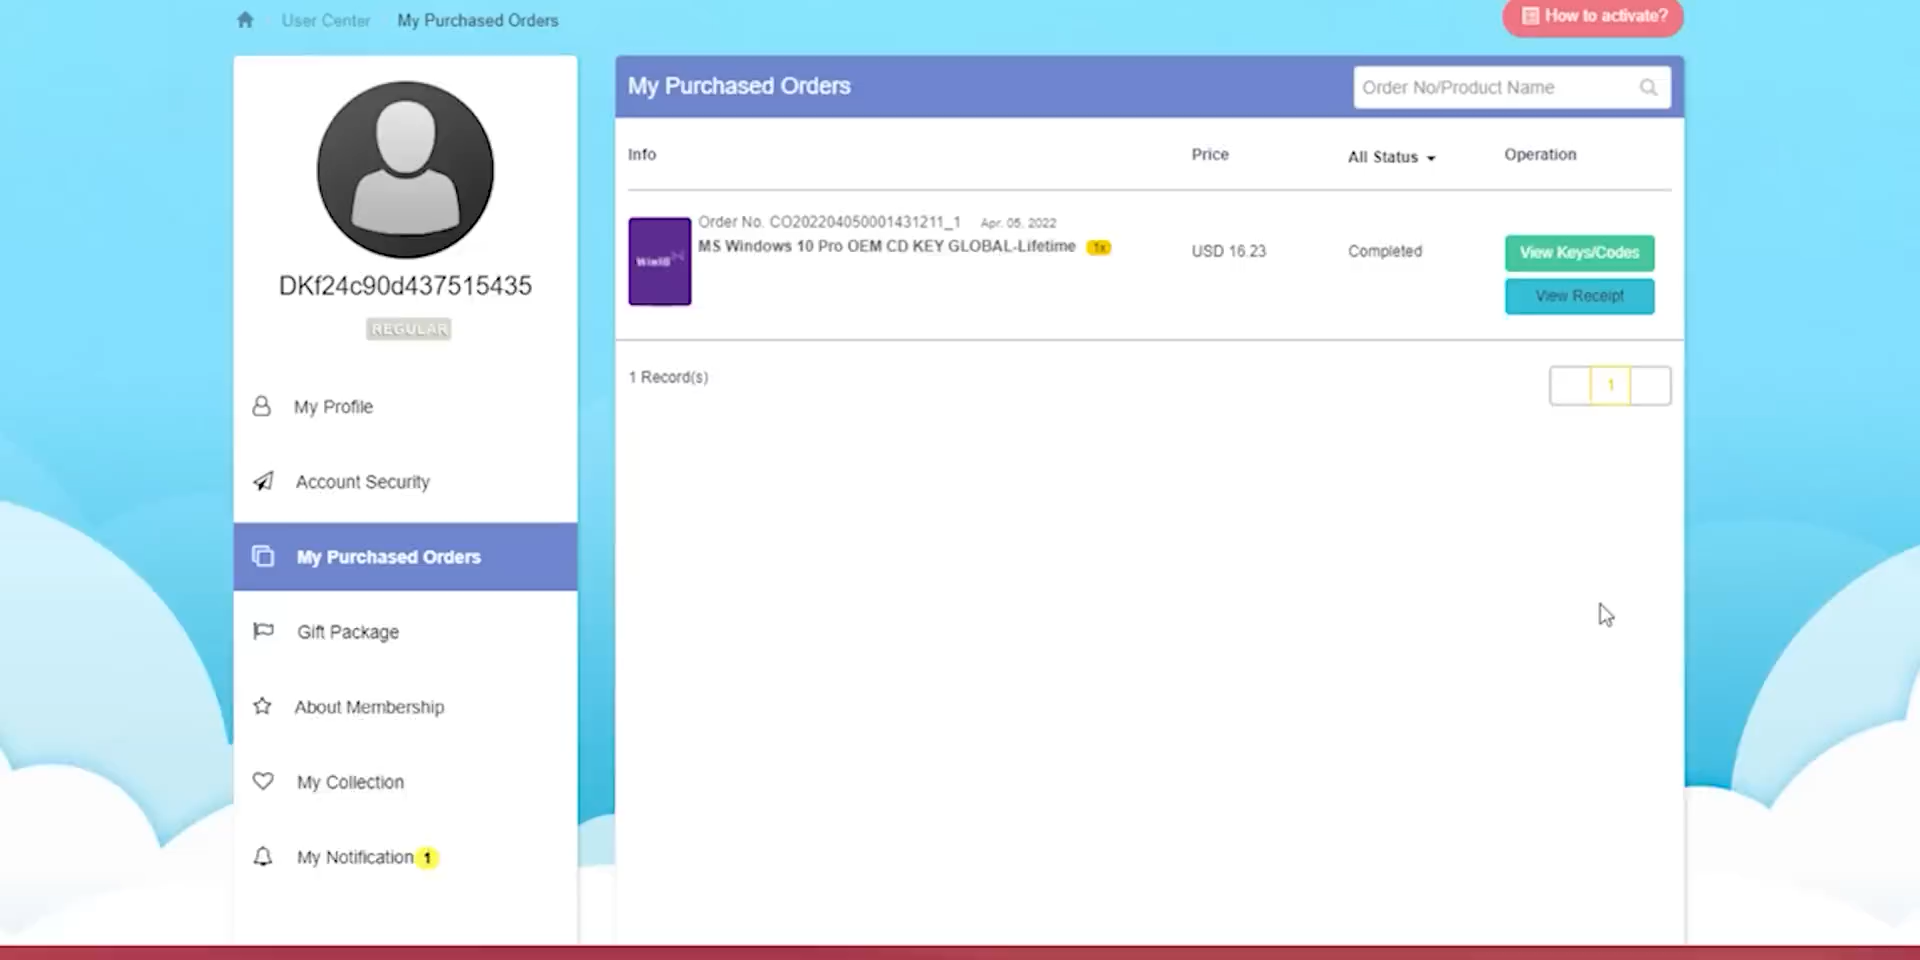 User Center
My Purchased Orders
How to activate?
DKf24c90d437515435
REGULAR
My Profile
Account Security
My Purchased Orders
Gift Package
About Membership
My Collection
My Notification 1
My Purchased Orders
Order No/Product Name
Info
Price
All Status
Operation
Win10
Order No. CO202204050001431211_1 Apr. 05, 2022
MS Windows 10 Pro OEM CD KEY GLOBAL-Lifetime 1x
USD 16.23
Completed
View Keys/Codes
View Receipt
1 Record(s)
1